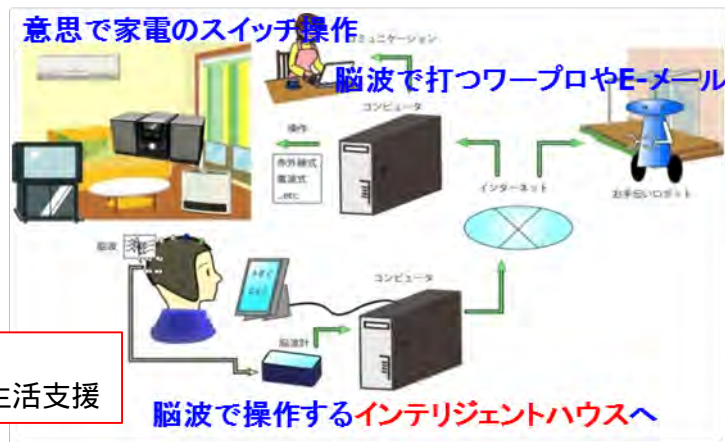 意思で家電のスイッチ操作
コミュニケーション
脳波で打つワープロやE-メール
コンピュータ
操作
赤外線式
電波式
...etc
インターネット
お手伝いロボット
脳波
コンピュータ
脳波計
生活支援
脳波で操作するインテリジェントハウスへ